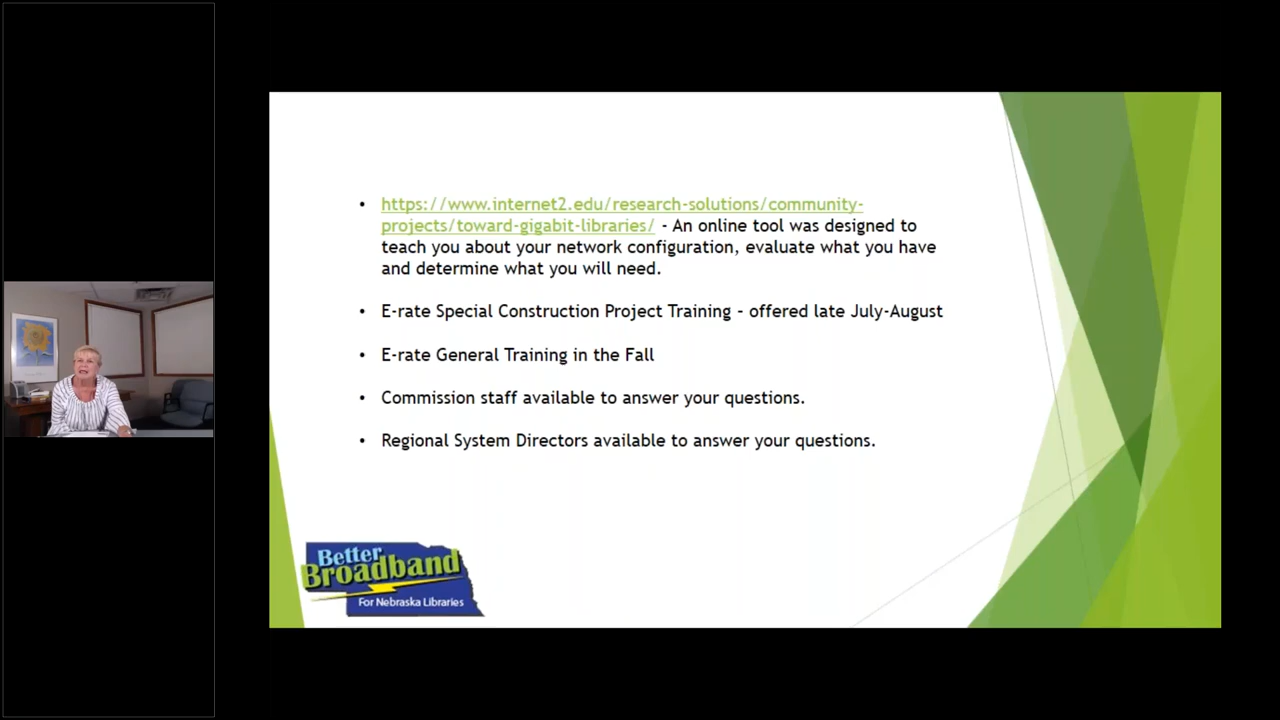 • https://www.internet2.edu/research-solutions/community-
projects/toward-gigabit-libraries/ - An online tool was designed to
teach you about your network configuration, evaluate what you have
and determine what you will need.
• E-rate Special Construction Project Training – offered late July-August
• E-rate General Training in the Fall
• Commission staff available to answer your questions.
• Regional System Directors available to answer your questions.
Better
Broadband
For Nebraska Libraries